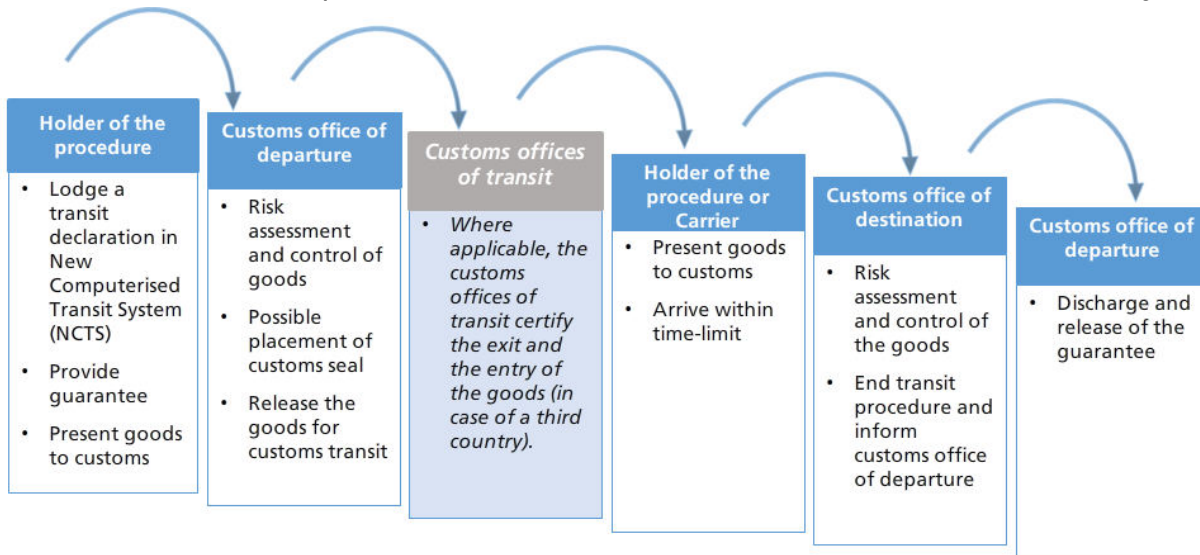 Holder of the
procedure
• Lodge a
transit
declaration in
New
Computerised
Transit System
(NCTS)
• Provide
guarantee
• Present goods
to customs
Customs office of
departure
• Risk
assessment
and control of
goods
• Possible
placement of
customs seal
• Release the
goods for
customs transit
Customs offices
of transit
• Where
applicable, the
customs
offices of
transit certify
the exit and
the entry of
the goods (in
case of a third
country).
Holder of the
procedure or
Carrier
• Present goods
to customs
• Arrive within
time-limit
Customs office of
destination
• Risk
assessment
and control of
the goods
• End transit
procedure and
inform
customs office
of departure
Customs office of
departure
• Discharge and
release of the
guarantee